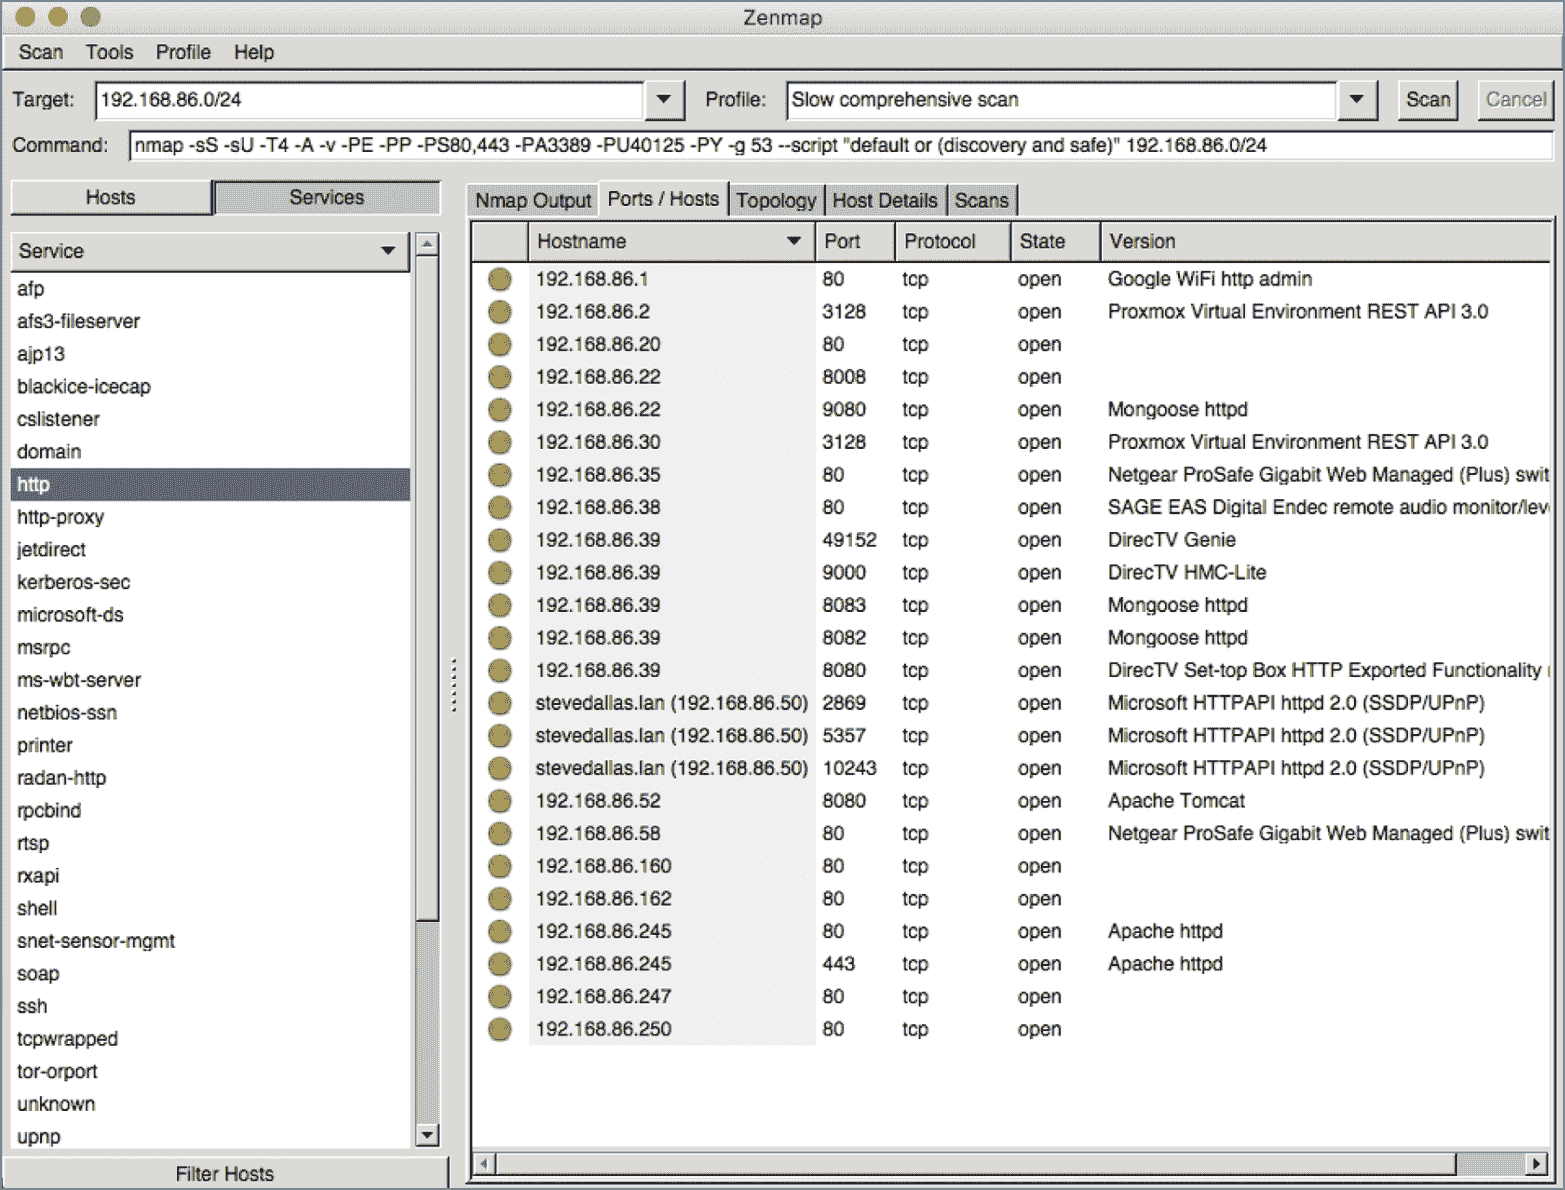 Zenmap
Scan Tools Profile Help
Target: 192.168.86.0/24 Profile: Slow comprehensive scan Scan Cancel
Command: nmap -sS -sU -T4 -A -v -PE -PP -PS80,443 -PA3389 -PU40125 -PY -g 53 --script "default or (discovery and safe)" 192.168.86.0/24
Hosts Services
Service
afp
afs3-fileserver
ajp13
blackice-icecap
cslistener
domain
http
http-proxy
jetdirect
kerberos-sec
microsoft-ds
msrpc
ms-wbt-server
netbios-ssn
printer
radan-http
rpcbind
rtsp
rxapi
shell
snet-sensor-mgmt
soap
ssh
tcpwrapped
tor-orport
unknown
upnp
Filter Hosts
Nmap Output Ports / Hosts Topology Host Details Scans
Hostname Port Protocol State Version
192.168.86.1 80 tcp open Google WiFi http admin
192.168.86.2 3128 tcp open Proxmox Virtual Environment REST API 3.0
192.168.86.20 80 tcp open
192.168.86.22 8008 tcp open
192.168.86.22 9080 tcp open Mongoose httpd
192.168.86.30 3128 tcp open Proxmox Virtual Environment REST API 3.0
192.168.86.35 80 tcp open Netgear ProSafe Gigabit Web Managed (Plus) swit
192.168.86.38 80 tcp open SAGE EAS Digital Endec remote audio monitor/lev
192.168.86.39 49152 tcp open DirecTV Genie
192.168.86.39 9000 tcp open DirecTV HMC-Lite
192.168.86.39 8083 tcp open Mongoose httpd
192.168.86.39 8082 tcp open Mongoose httpd
192.168.86.39 8080 tcp open DirecTV Set-top Box HTTP Exported Functionality
stevedallas.lan (192.168.86.50) 2869 tcp open Microsoft HTTPAPI httpd 2.0 (SSDP/UPnP)
stevedallas.lan (192.168.86.50) 5357 tcp open Microsoft HTTPAPI httpd 2.0 (SSDP/UPnP)
stevedallas.lan (192.168.86.50) 10243 tcp open Microsoft HTTPAPI httpd 2.0 (SSDP/UPnP)
192.168.86.52 8080 tcp open Apache Tomcat
192.168.86.58 80 tcp open Netgear ProSafe Gigabit Web Managed (Plus) swit
192.168.86.160 80 tcp open
192.168.86.162 80 tcp open
192.168.86.245 80 tcp open Apache httpd
192.168.86.245 443 tcp open Apache httpd
192.168.86.247 80 tcp open
192.168.86.250 80 tcp open